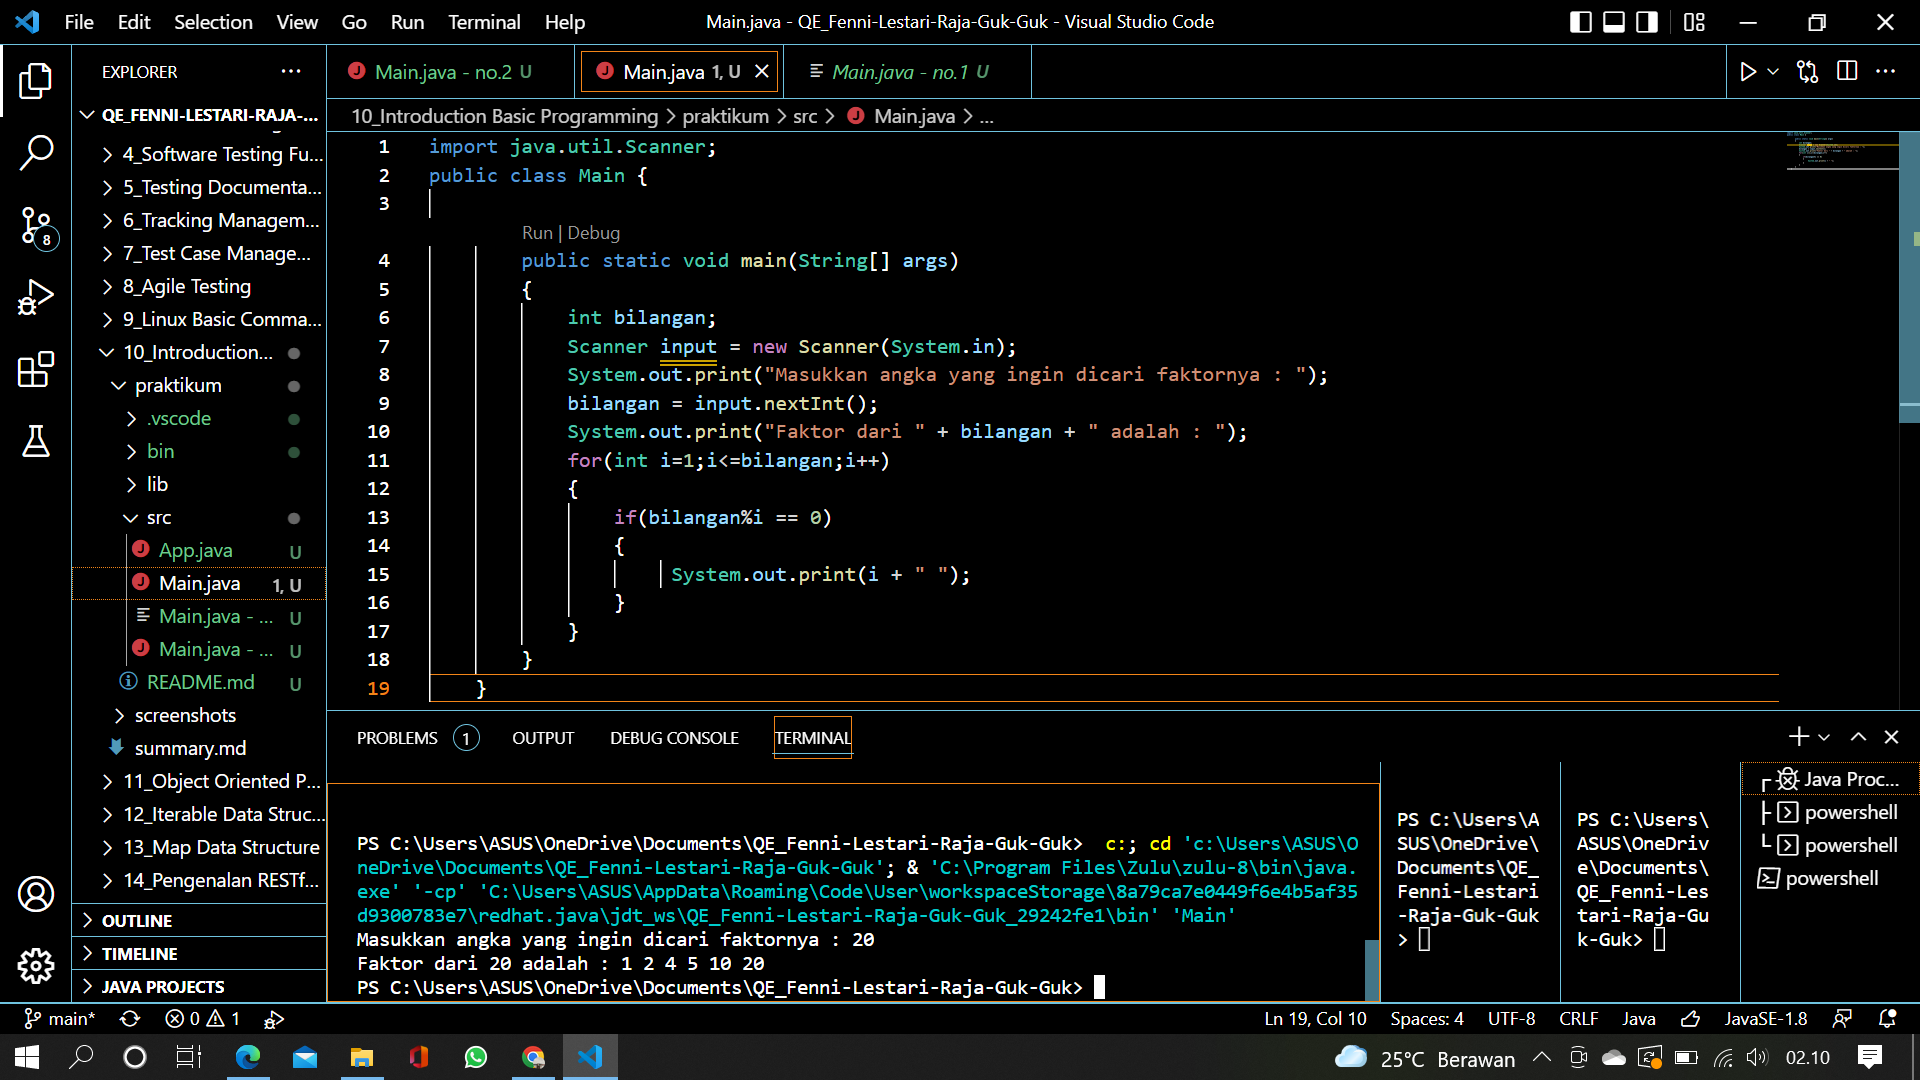 File Edit Selection View Go Run Terminal Help
Main.java - QE_Fenni-Lestari-Raja-Guk-Guk - Visual Studio Code
EXPLORER
Main.java - no.2 U
Main.java 1, U
Main.java - no.1 U
QE_FENNI-LESTARI-RAJA-...
4_Software Testing Fu...
5_Testing Documenta...
6_Tracking Managem...
7_Test Case Manage...
8_Agile Testing
9_Linux Basic Comma...
10_Introduction...
praktikum
.vscode
bin
lib
src
App.java U
Main.java 1, U
Main.java - ... U
Main.java - ... U
README.md U
screenshots
summary.md
11_Object Oriented P...
12_Iterable Data Struc...
13_Map Data Structure
14_Pengenalan RESTf...
OUTLINE
TIMELINE
JAVA PROJECTS
8
10_Introduction Basic Programming > praktikum > src > Main.java > ...
1 import java.util.Scanner;
2 public class Main {
3
Run | Debug
4 public static void main(String[] args)
5 {
6 int bilangan;
7 Scanner input = new Scanner(System.in);
8 System.out.print("Masukkan angka yang ingin dicari faktornya : ");
9 bilangan = input.nextInt();
10 System.out.print("Faktor dari " + bilangan + " adalah : ");
11 for(int i=1;i<=bilangan;i++)
12 {
13 if(bilangan%i == 0)
14 {
15 System.out.print(i + " ");
16 }
17 }
18 }
19 }
PROBLEMS 1 OUTPUT DEBUG CONSOLE TERMINAL
PS C:\Users\ASUS\OneDrive\Documents\QE_Fenni-Lestari-Raja-Guk-Guk> c:; cd 'c:\Users\ASUS\O
neDrive\Documents\QE_Fenni-Lestari-Raja-Guk-Guk'; & 'C:\Program Files\Zulu\zulu-8\bin\java.
exe' '-cp' 'C:\Users\ASUS\AppData\Roaming\Code\User\workspaceStorage\8a79ca7e0449f6e4b5af35
d9300783e7\redhat.java\jdt_ws\QE_Fenni-Lestari-Raja-Guk-Guk_29242fe1\bin' 'Main'
Masukkan angka yang ingin dicari faktornya : 20
Faktor dari 20 adalah : 1 2 4 5 10 20
PS C:\Users\ASUS\OneDrive\Documents\QE_Fenni-Lestari-Raja-Guk-Guk>
PS C:\Users\A
SUS\OneDrive\
Documents\QE_
Fenni-Lestari
-Raja-Guk-Guk
>
PS C:\Users\
ASUS\OneDriv
e\Documents\
QE_Fenni-Les
tari-Raja-Gu
k-Guk>
Java Proc...
powershell
powershell
powershell
main* 0 1
Ln 19, Col 10 Spaces: 4 UTF-8 CRLF Java JavaSE-1.8
25°C Berawan 02.10